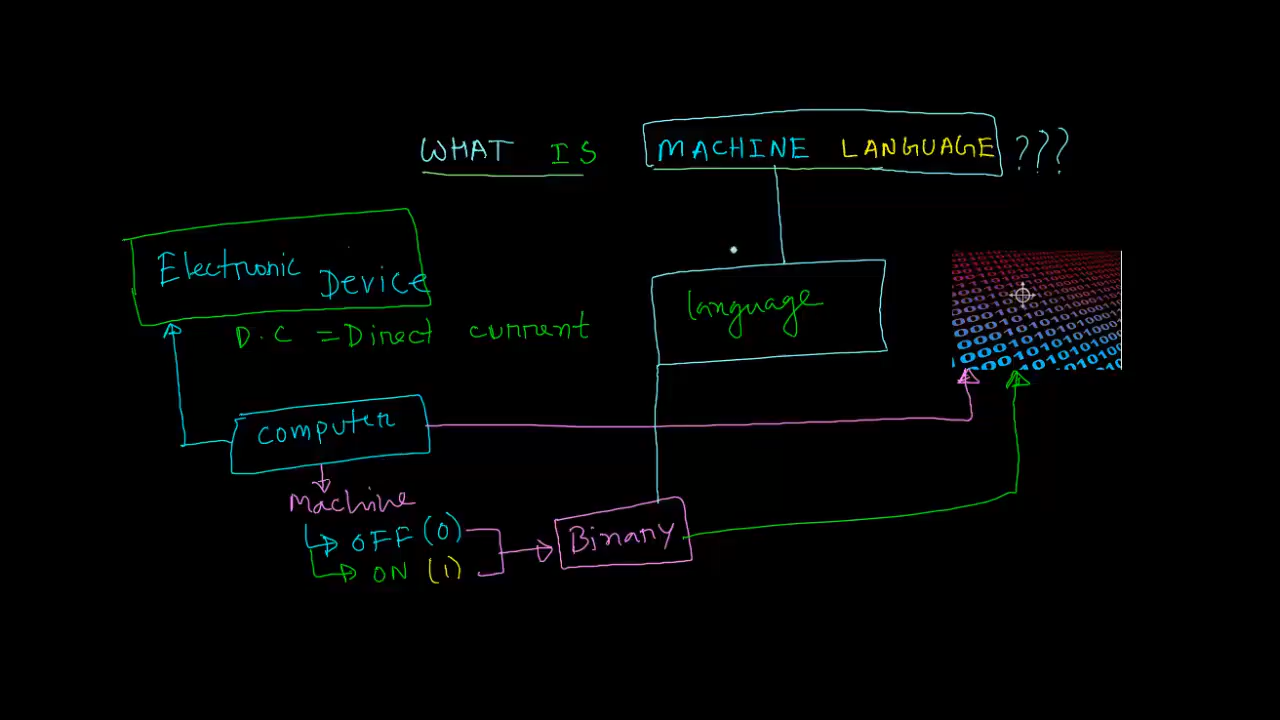 WHAT IS MACHINE LANGUAGE ???
Electronic Device
language
D.C = Direct current
computer
Machine
OFF (0)
ON (1)
Binary